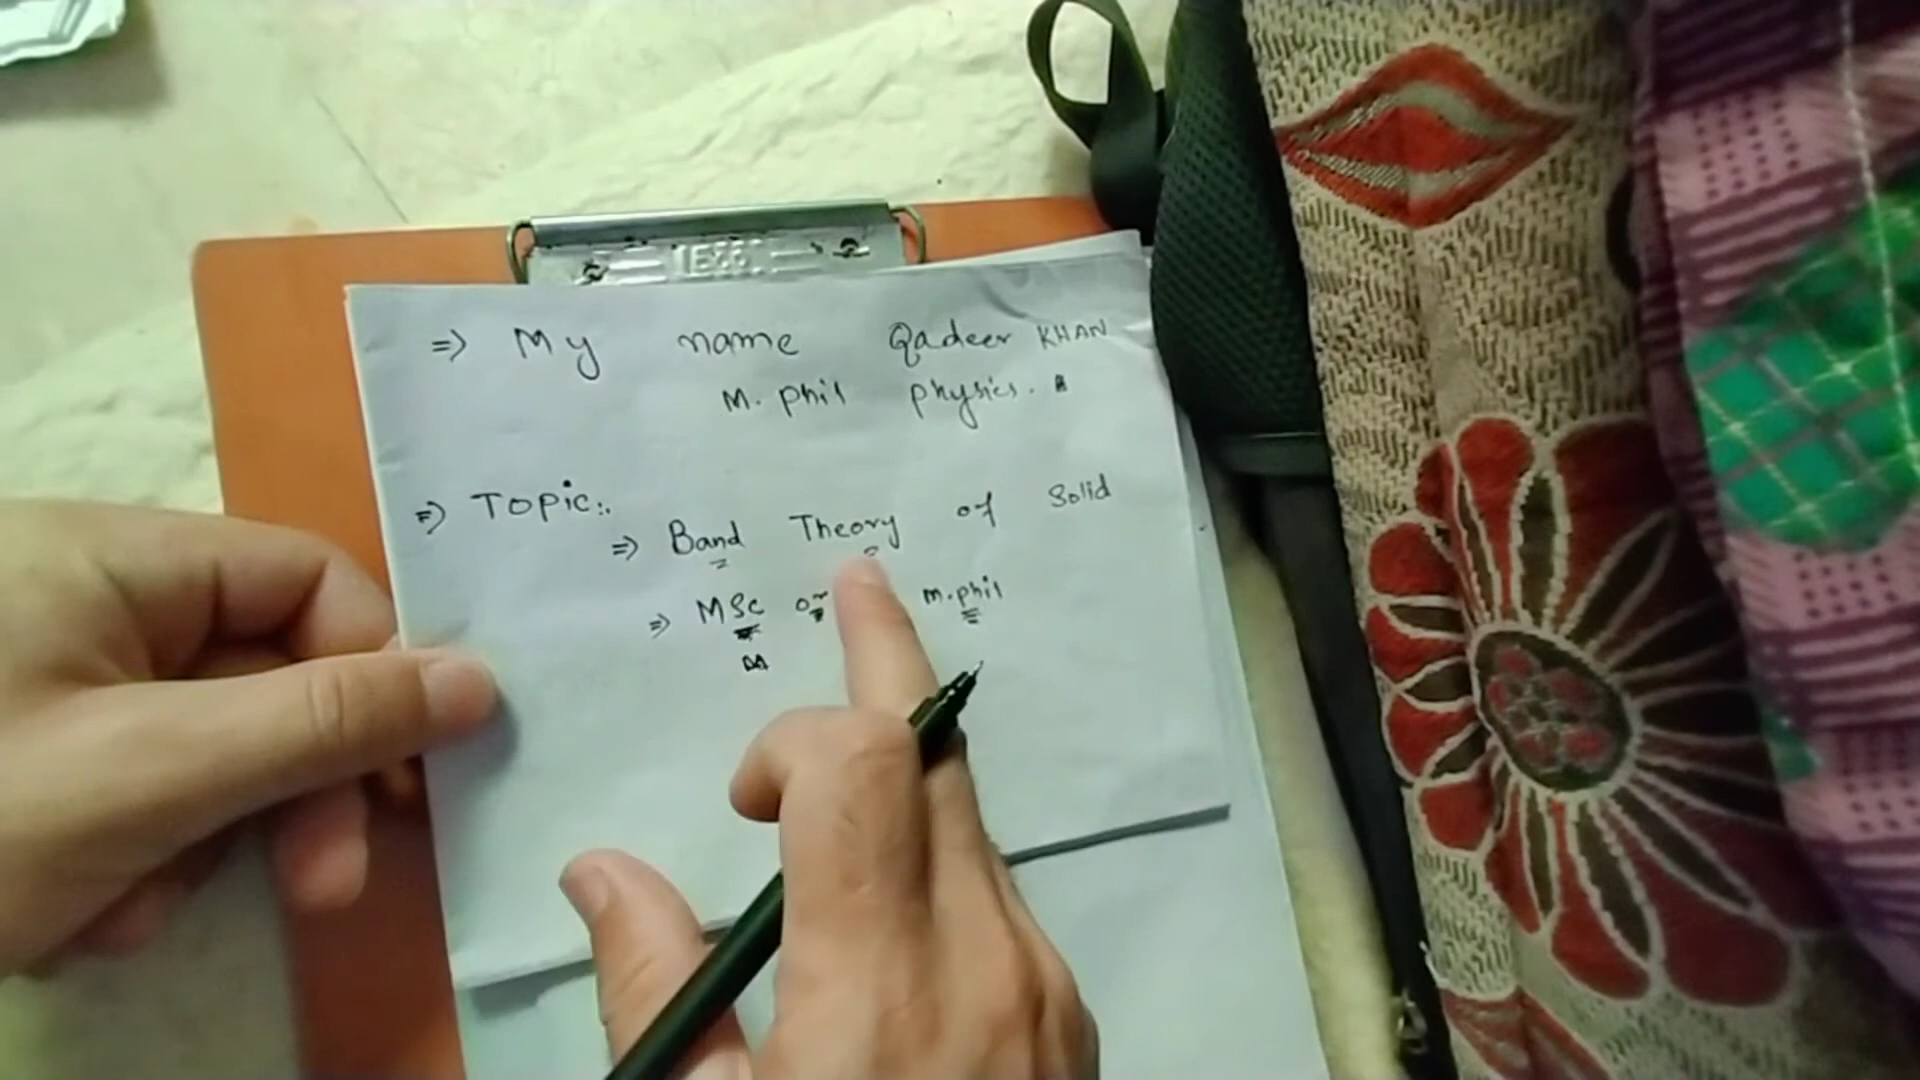 => My name Qadeer KHAN
M.phil physics.
=> Topic:.
=> Band Theory of Solid
=> MSc or m.phil